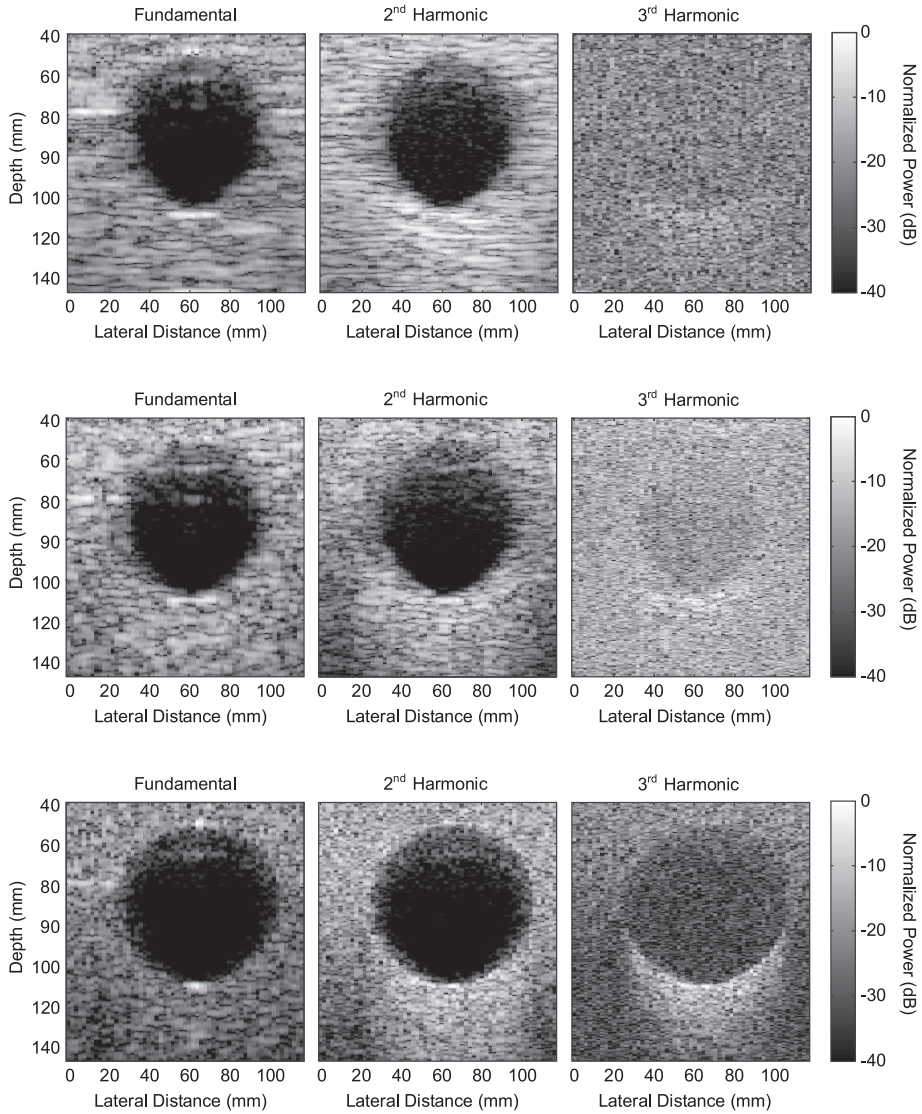 Fundamental
2nd Harmonic
3rd Harmonic
40
60
80
100
120
140
Depth (mm)
0 20 40 60 80 100
0 20 40 60 80 100
0 20 40 60 80 100
Lateral Distance (mm)
Lateral Distance (mm)
Lateral Distance (mm)
0
-10
-20
-30
-40
Normalized Power (dB)
Fundamental
2nd Harmonic
3rd Harmonic
40
60
80
100
120
140
Depth (mm)
0 20 40 60 80 100
0 20 40 60 80 100
0 20 40 60 80 100
Lateral Distance (mm)
Lateral Distance (mm)
Lateral Distance (mm)
0
-10
-20
-30
-40
Normalized Power (dB)
Fundamental
2nd Harmonic
3rd Harmonic
40
60
80
100
120
140
Depth (mm)
0 20 40 60 80 100
0 20 40 60 80 100
0 20 40 60 80 100
Lateral Distance (mm)
Lateral Distance (mm)
Lateral Distance (mm)
0
-10
-20
-30
-40
Normalized Power (dB)